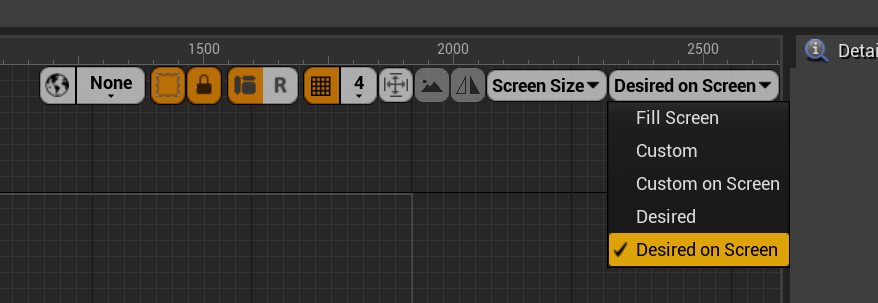 1500 2000 2500
Detai
None R 4 Screen Size Desired on Screen
Fill Screen
Custom
Custom on Screen
Desired
Desired on Screen